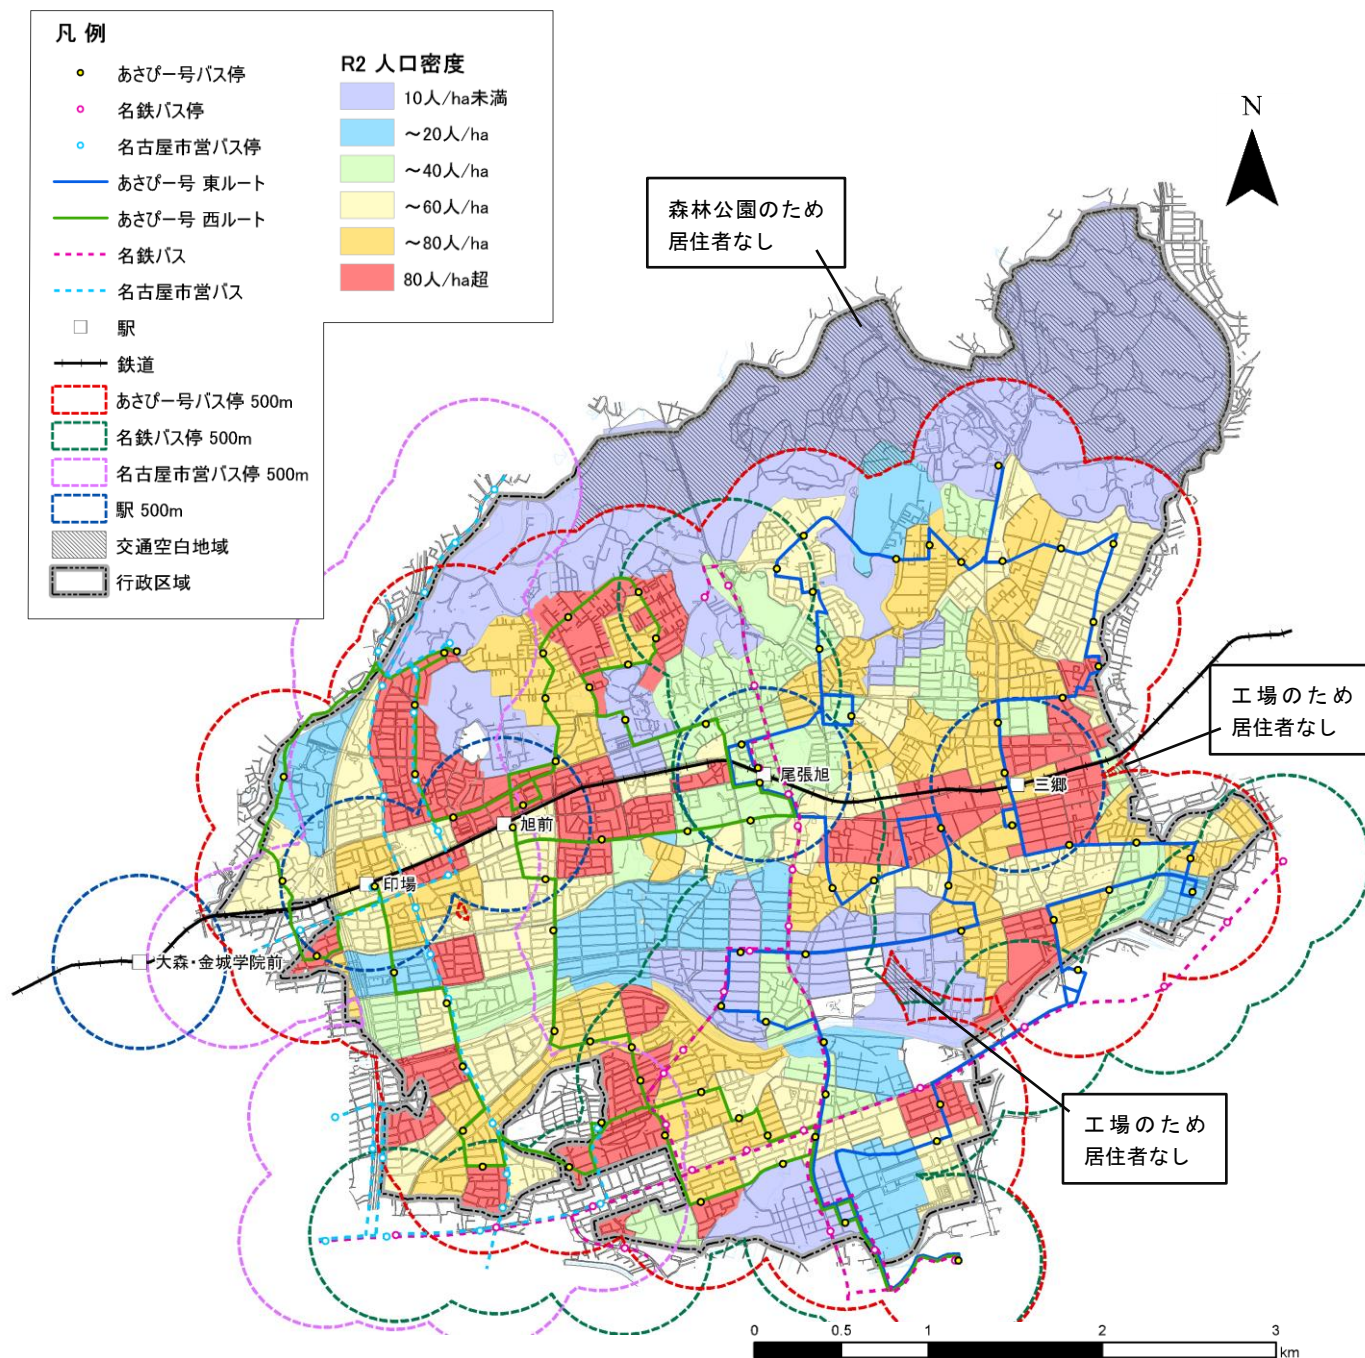 凡 例
あさぴー号バス停
名鉄バス停
名古屋市営バス停
あさぴー号 東ルート
あさぴー号 西ルート
名鉄バス
名古屋市営バス
駅
鉄道
あさぴー号バス停 500m
名鉄バス停 500m
名古屋市営バス停 500m
駅 500m
交通空白地域
行政区域
R2 人口密度
10人/ha未満
～20人/ha
～40人/ha
～60人/ha
～80人/ha
80人/ha超
N
森林公園のため
居住者なし
工場のため
居住者なし
尾張旭
三郷
旭前
印場
大森・金城学院前
工場のため
居住者なし
0 0.5 1 2 3
km